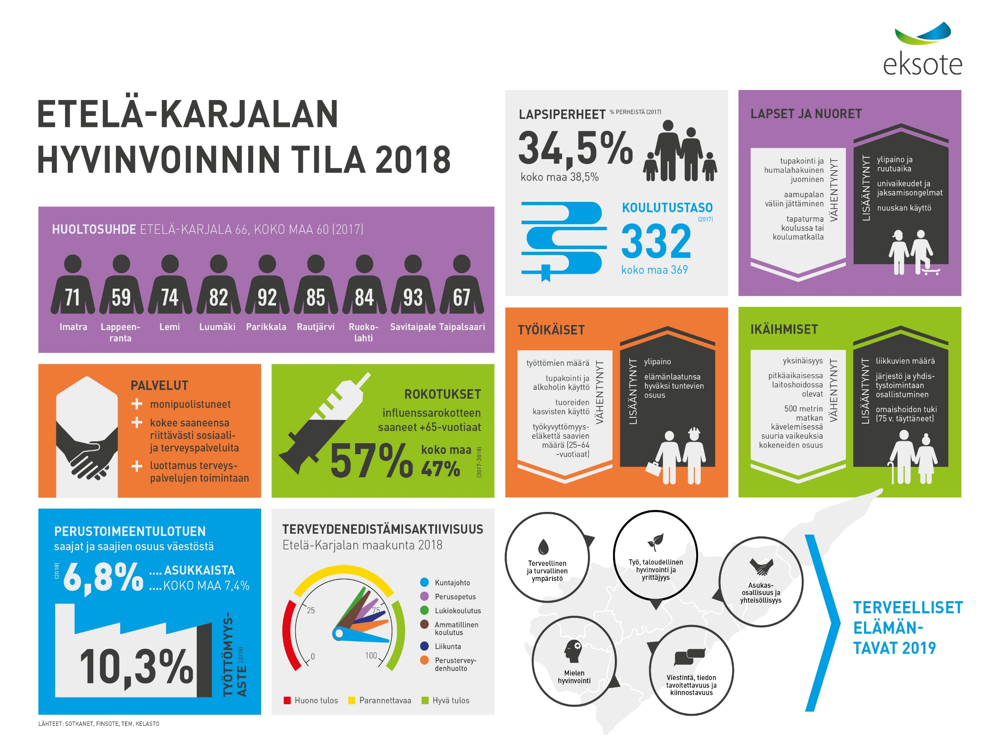 eksote
ETELÄ-KARJALAN
HYVINVOINNIN TILA 2018
HUOLTOSUHDE ETELÄ-KARJALA 66, KOKO MAA 60 (2017)
71 59 74 82 92 85 84 93 67
Imatra Lappeen- Lemi Luumäki Parikkala Rautjärvi Ruoko- Savitaipale Taipalsaari
ranta lahti
PALVELUT
+ monipuolistuneet
+ kokee saaneensa
riittävästi sosiaali-
ja terveyspalveluita
+ luottamus terveys-
palvelujen toimintaan
ROKOTUKSET
influenssarokotteen
saaneet +65-vuotiaat
57% koko maa
47%
(2017-2018)
PERUSTOIMEENTULOTUEN
saajat ja saajien osuus väestöstä
(2018)
6,8% .... ASUKKAISTA
....KOKO MAA 7,4%
10,3%
TYÖTTÖMYYS-
ASTE (2018)
TERVEYDENEDISTÄMISAKTIIVISUUS
Etelä-Karjalan maakunta 2018
25
75
0
100
Kuntajohto
Perusopetus
Lukiokoulutus
Ammatillinen
koulutus
Liikunta
Perustervey-
denhuolto
Huono tulos Parannettavaa Hyvä tulos
LÄHTEET: SOTKANET, FINSOTE, TEM, KELASTO
LAPSIPERHEET % PERHEISTÄ (2017)
34,5%
koko maa 38,5%
KOULUTUSTASO
(2017)
332
koko maa 369
LAPSET JA NUORET
tupakointi ja
humalahakuinen
juominen
aamupalan
väliin jättäminen
tapaturma
koulussa tai
koulumatkalla
VÄHENTYNYT
LISÄÄNTYNYT
ylipaino ja
ruutuaika
univaikeudet ja
jaksamisongelmat
nuuskan käyttö
TYÖIKÄISET
työttömien määrä
tupakointi ja
alkoholin käyttö
tuoreiden
kasvisten käyttö
työkyvyttömyys-
eläkettä saavien
määrä (25–64
-vuotiaat)
VÄHENTYNYT
LISÄÄNTYNYT
ylipaino
elämänlaatunsa
hyväksi tuntevien
osuus
IKÄIHMISET
yksinäisyys
pitkäaikaisessa
laitoshoidossa
olevat
500 metrin
matkan
kävelemisessä
suuria vaikeuksia
kokeneiden osuus
VÄHENTYNYT
LISÄÄNTYNYT
liikkuvien määrä
järjestö ja yhdis-
tystoimintaan
osallistuminen
omaishoidon tuki
(75 v. täyttäneet)
Terveellinen
ja turvallinen
ympäristö
Työ, taloudellinen
hyvinvointi ja
yrittäjyys
Asukas-
osallisuus ja
yhteisöllisyys
Mielen
hyvinvointi
Viestintä, tiedon
tavoitettavuus ja
kiinnostavuus
TERVEELLISET
ELÄMÄN-
TAVAT 2019